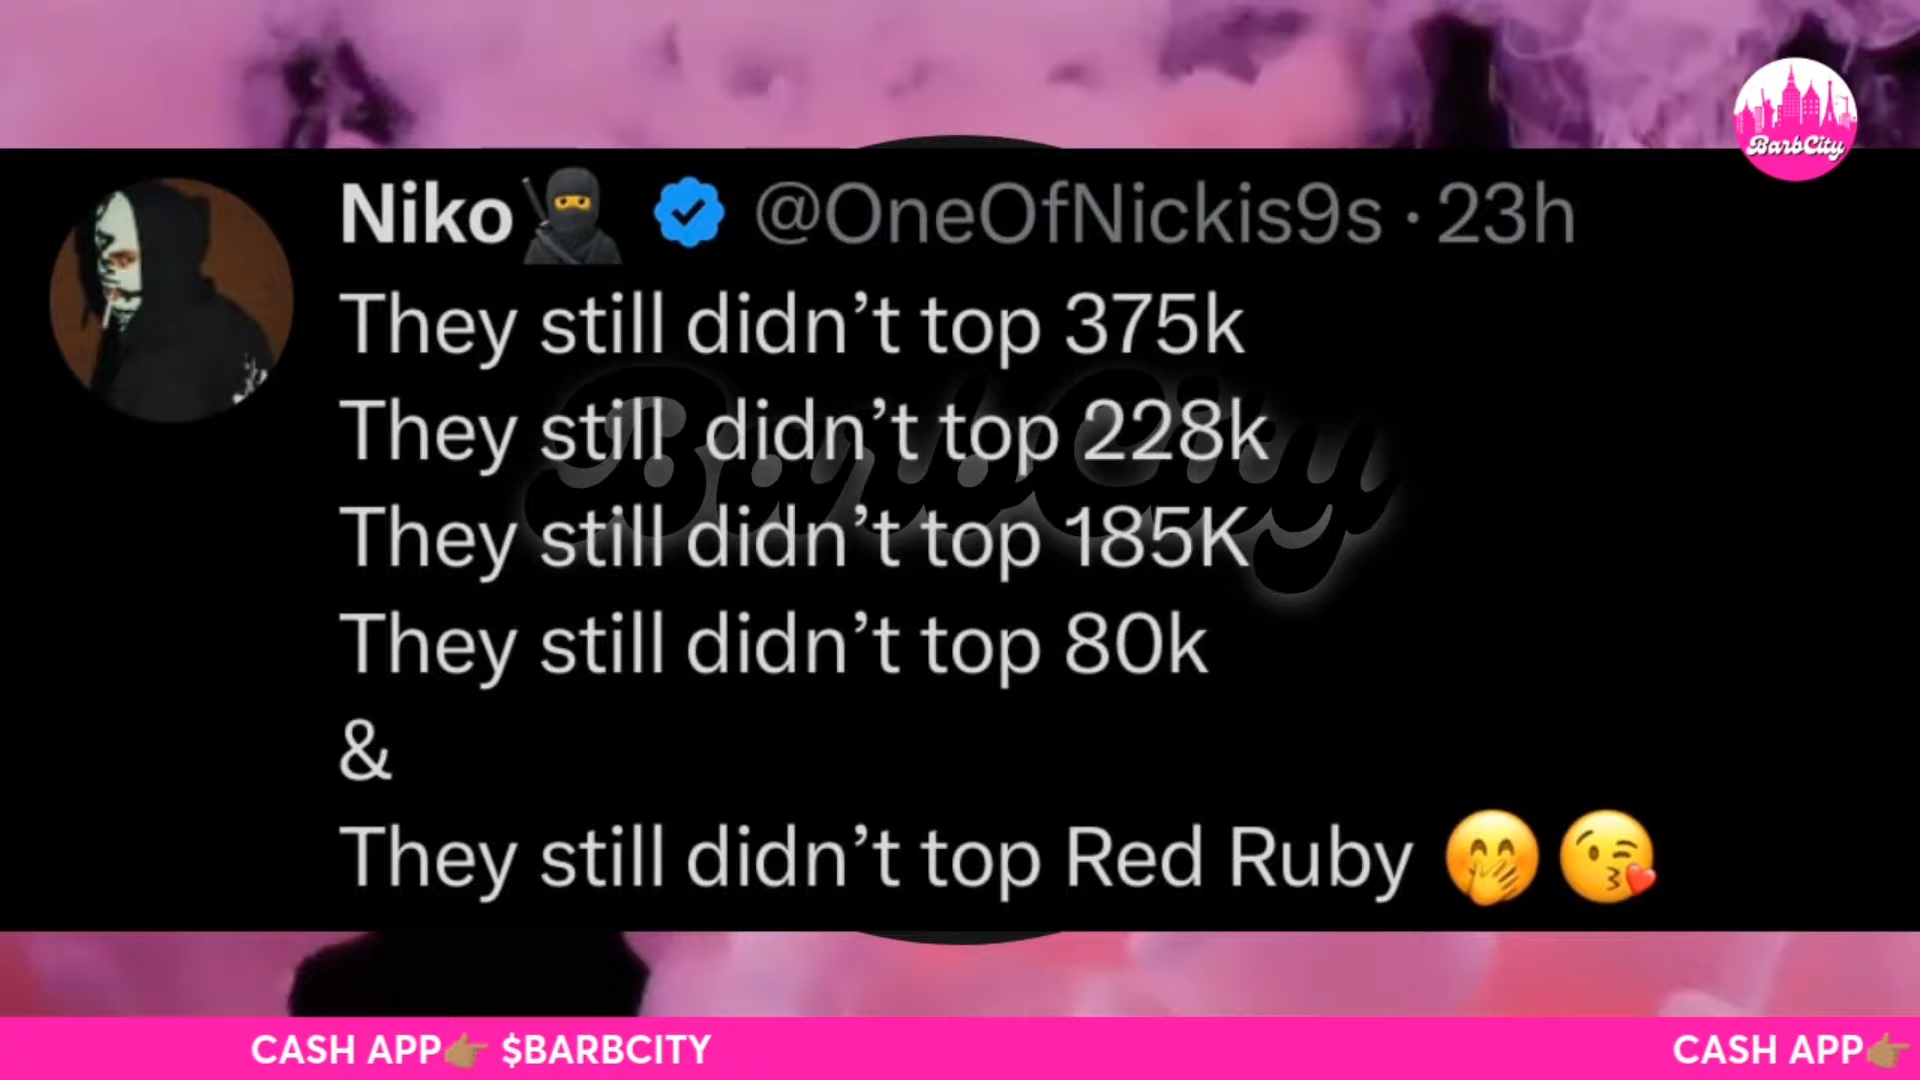 BarbCity
Niko🥷 @OneOfNickis9s · 23h
They still didn’t top 375k
They still didn’t top 228k
They still didn’t top 185K
They still didn’t top 80k
&
They still didn’t top Red Ruby 🤭 😘
BarbCity
CASH APP👉🏽 $BARBCITY CASH APP👉🏽